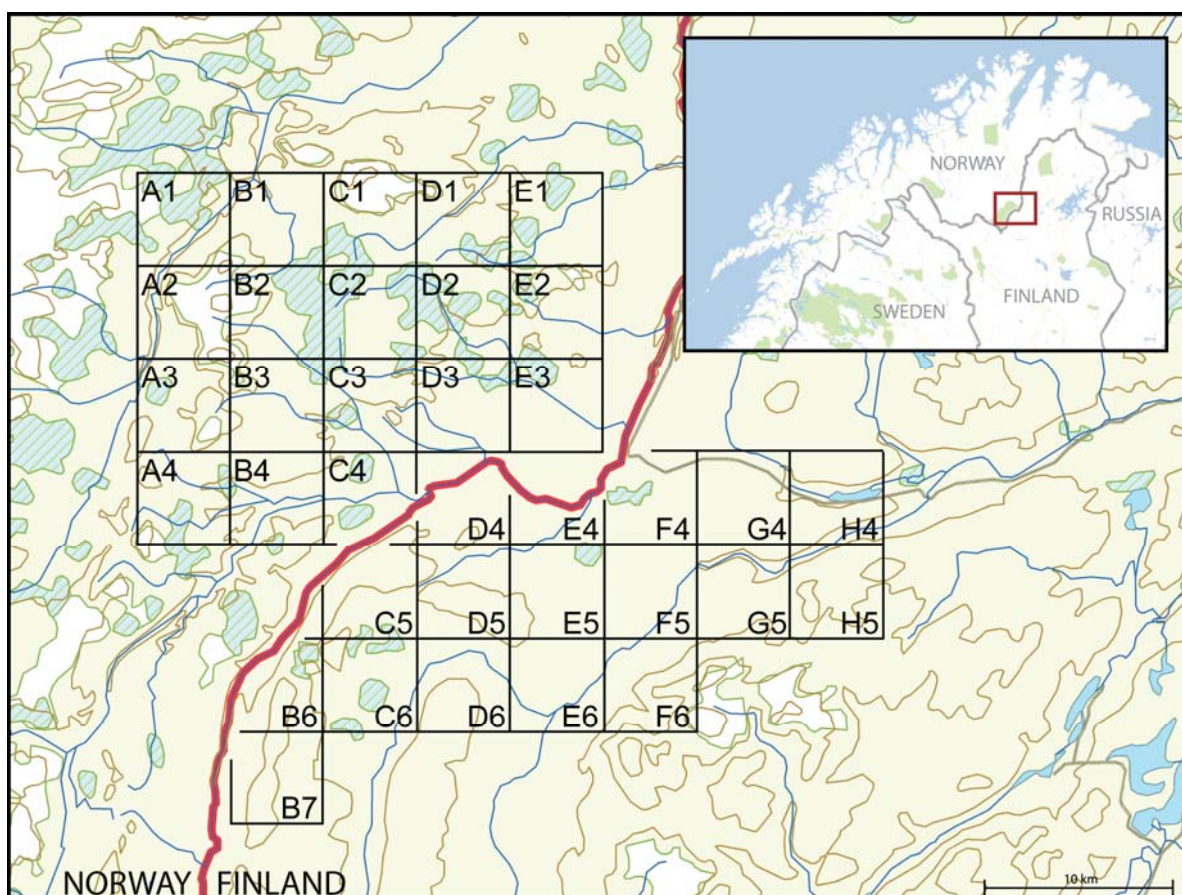 A1 B1 C1 D1 E1
A2 B2 C2 D2 E2
A3 B3 C3 D3 E3
A4 B4 C4
D4 E4 F4 G4 H4
C5 D5 E5 F5 G5 H5
B6 C6 D6 E6 F6
B7
NORWAY FINLAND
NORWAY
RUSSIA
FINLAND
SWEDEN
10 km